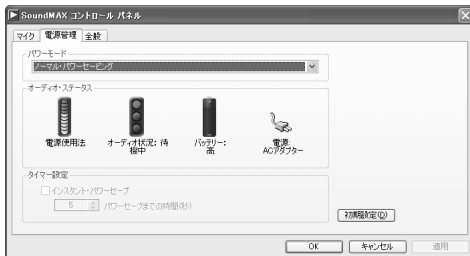 SoundMAX コントロール パネル
マイク 電源管理 全般
パワーモード
ノーマル・パワーセービング
オーディオ・ステータス
電源使用法 オーディオ状況: 待機中 バッテリー: 高 電源: ACアダプター
タイマー設定
インスタント・パワーセーブ
5 パワーセーブまでの時間(秒)
初期設定(D)
OK キャンセル 適用